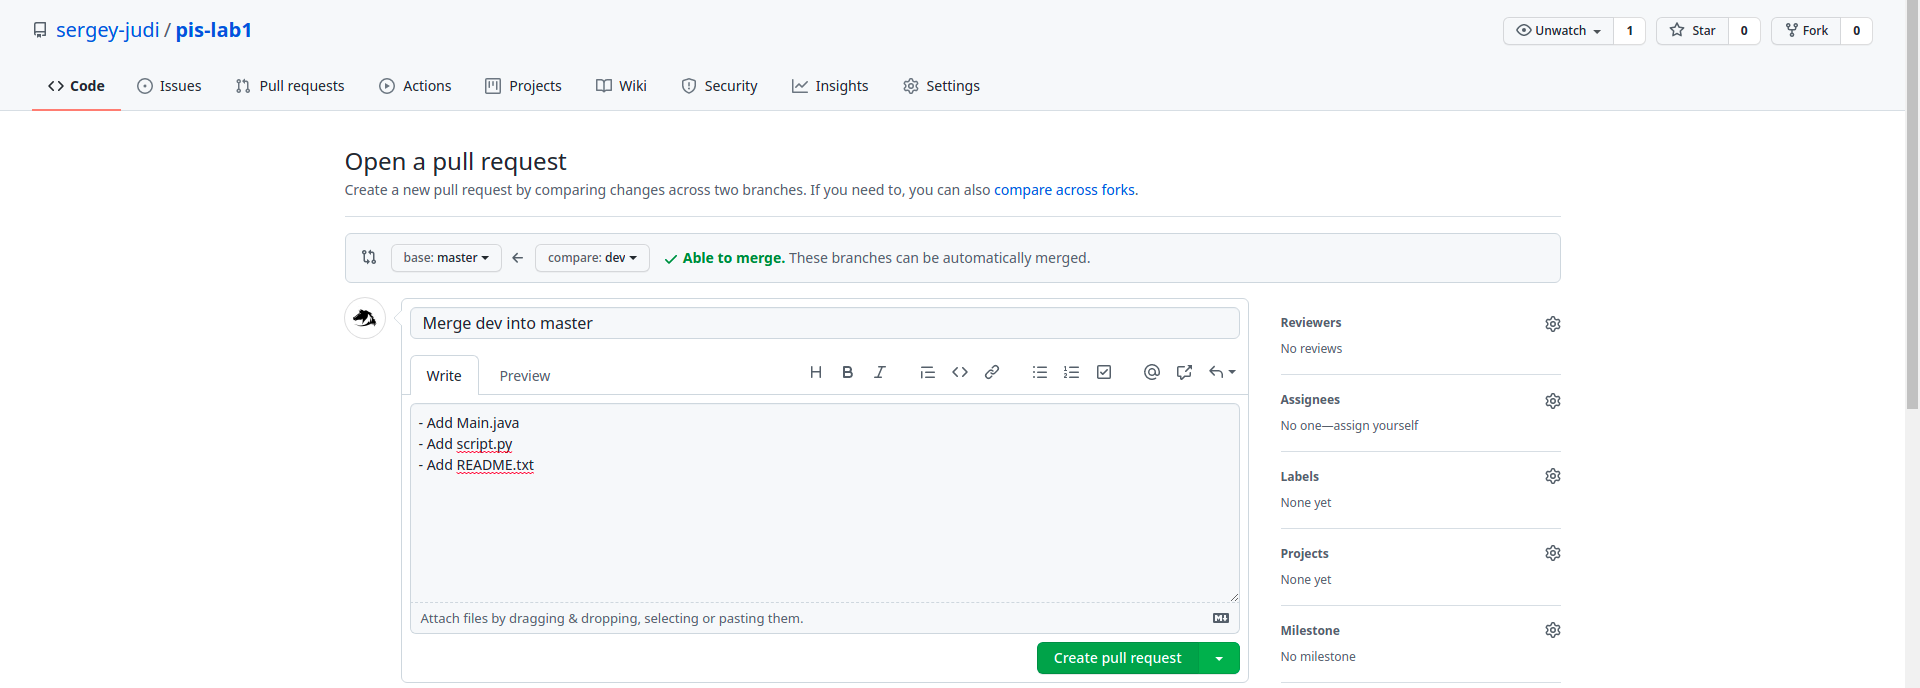 sergey-judi / pis-lab1
Unwatch 1 Star 0 Fork 0
Code Issues Pull requests Actions Projects Wiki Security Insights Settings
Open a pull request
Create a new pull request by comparing changes across two branches. If you need to, you can also compare across forks.
base: master compare: dev Able to merge. These branches can be automatically merged.
Merge dev into master
Write Preview
- Add Main.java
- Add script.py
- Add README.txt
Attach files by dragging & dropping, selecting or pasting them.
Create pull request
Reviewers
No reviews
Assignees
No one—assign yourself
Labels
None yet
Projects
None yet
Milestone
No milestone